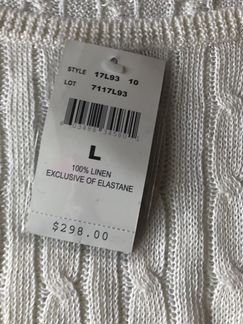 STYLE 17L93 10
LOT 7117L93
L
100% LINEN
EXCLUSIVE OF ELASTANE
$298.00